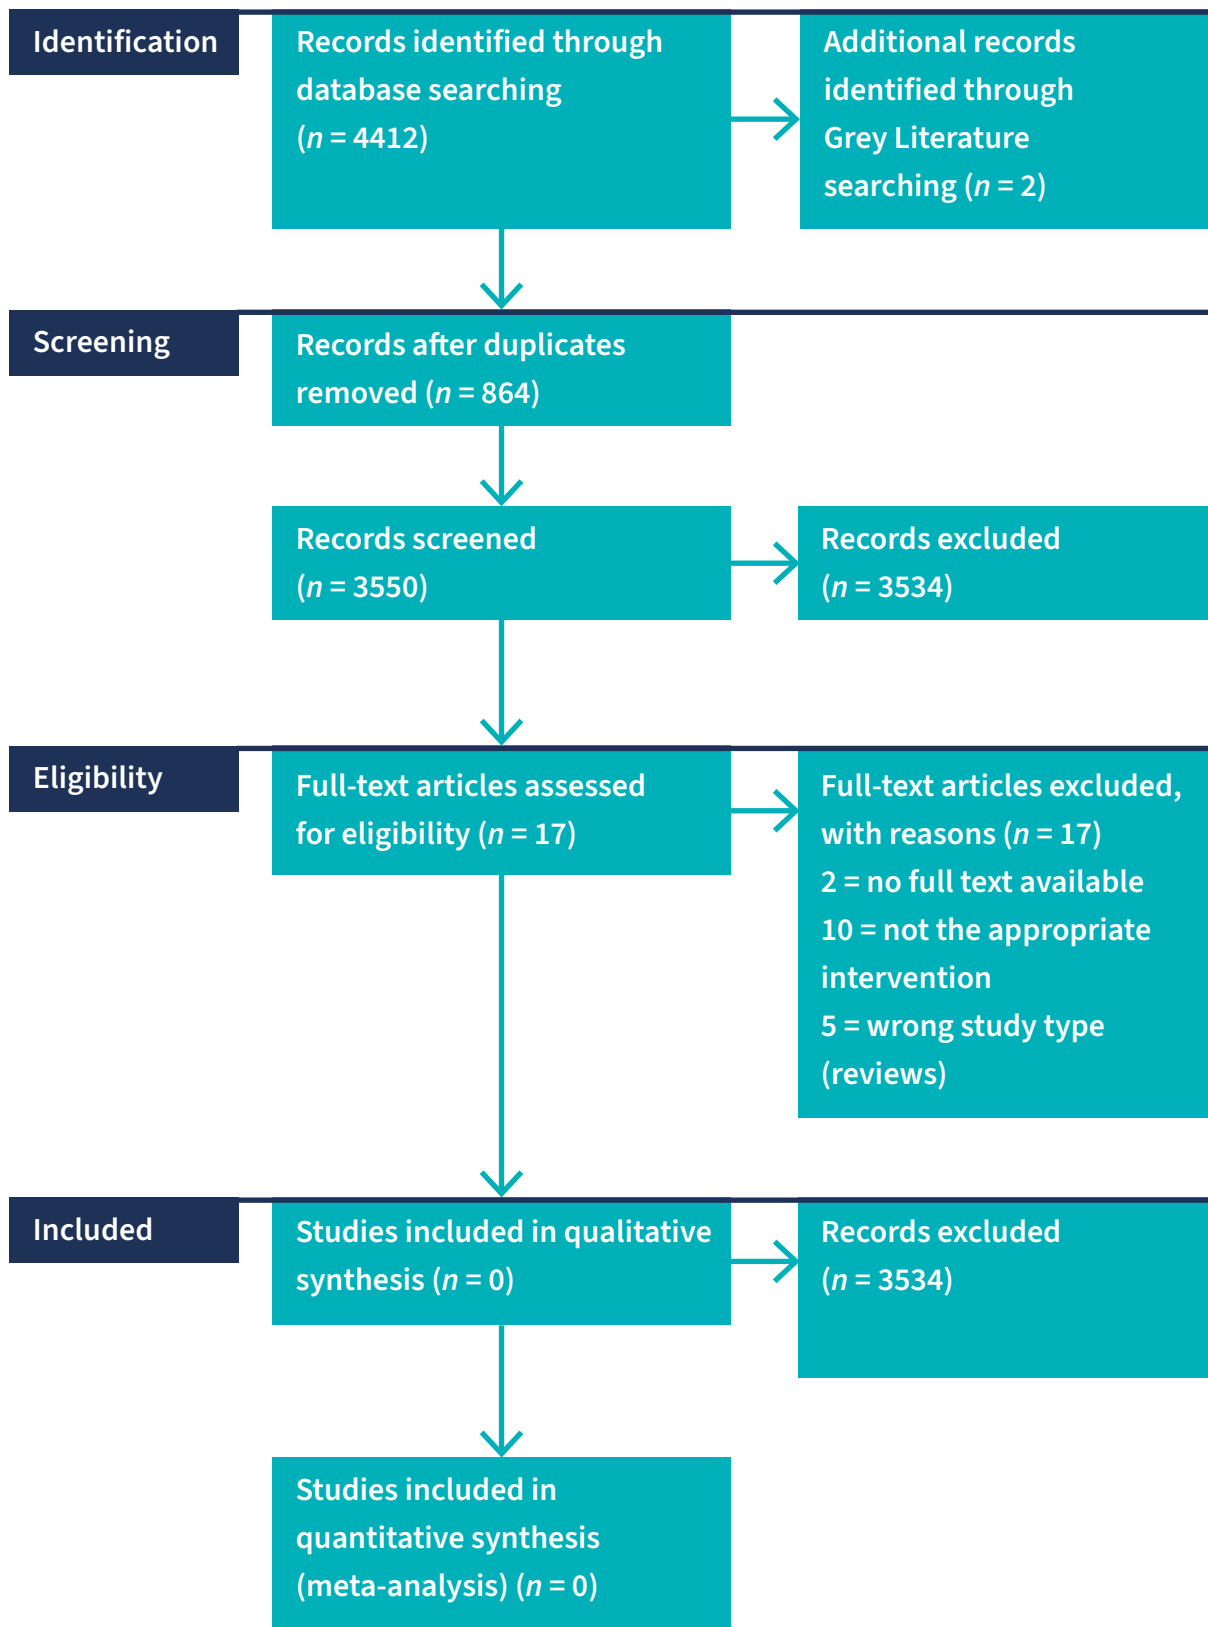 Identification
Records identified through
database searching
(n = 4412)
Additional records
identified through
Grey Literature
searching (n = 2)
Screening
Records after duplicates
removed (n = 864)
Records screened
(n = 3550)
Records excluded
(n = 3534)
Eligibility
Full-text articles assessed
for eligibility (n = 17)
Full-text articles excluded,
with reasons (n = 17)
2 = no full text available
10 = not the appropriate
intervention
5 = wrong study type
(reviews)
Included
Studies included in qualitative
synthesis (n = 0)
Records excluded
(n = 3534)
Studies included in
quantitative synthesis
(meta-analysis) (n = 0)